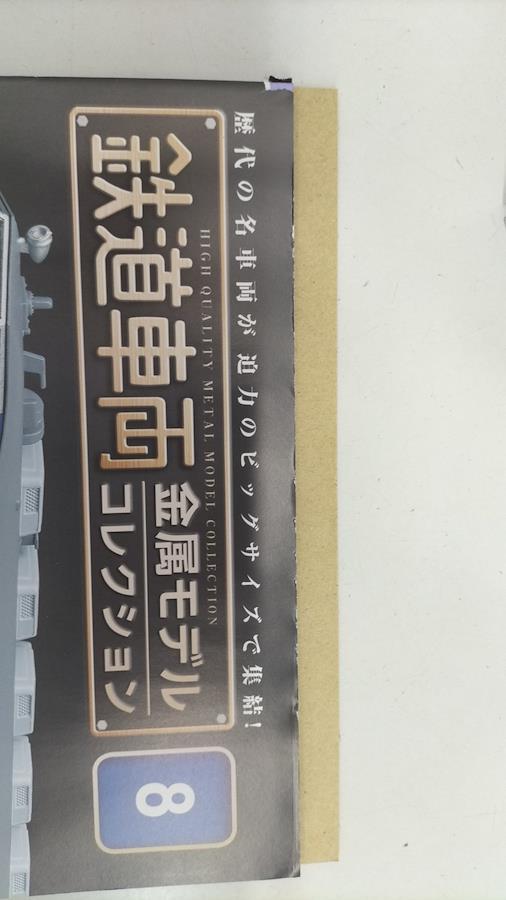 歴代の名車両が迫力のビッグサイズで集結!
HIGH QUALITY METAL MODEL COLLECTION
鉄道車両
金属モデル
コレクション
8